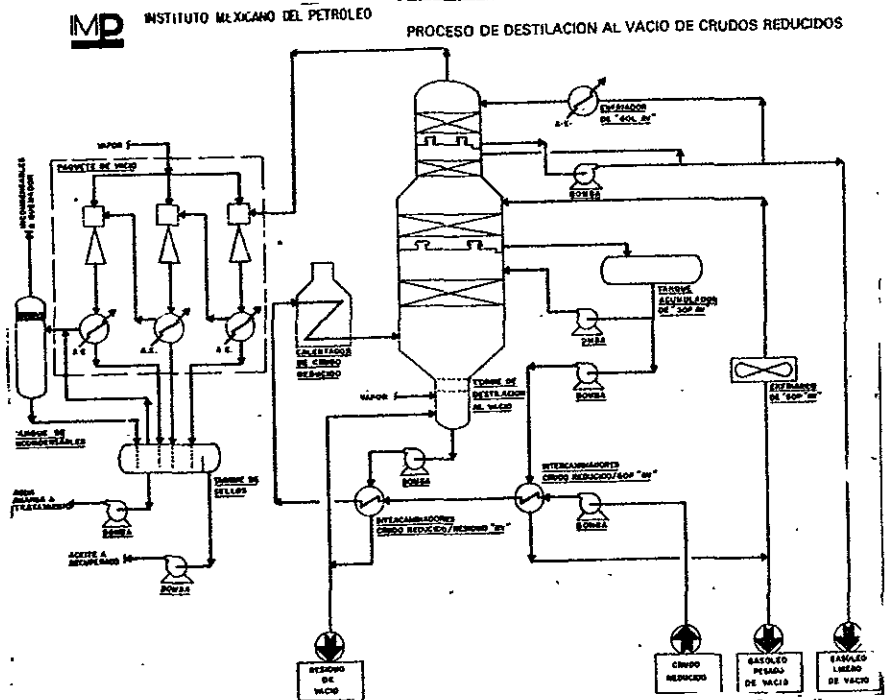 IMP
INSTITUTO MEXICANO DEL PETROLEO
PROCESO DE DESTILACION AL VACIO DE CRUDOS REDUCIDOS
VAPOR
PAQUETE DE VACIO
INCONDENSABLES
A QUEMADOR
A.E.
A.E.
A.E.
TANQUE DE
INCONDENSABLES
TANQUE DE
SELLOS
AGUA
AMARGA A
TRATAMIENTO
BOMBA
ACEITE A
RECUPERADO
BOMBA
CALENTADOR
DE CRUDO
REDUCIDO
VAPOR
TORRE DE
DESTILACION
AL VACIO
A.E.
ENFRIADOR
DE "GOL AV"
BOMBA
TANQUE
ACUMULADOR
DE "GOP AV"
BOMBA
BOMBA
ENFRIADOR
DE "GOP AV"
BOMBA
INTERCAMBIADORES
CRUDO REDUCIDO/RESIDUO "AV"
INTERCAMBIADORES
CRUDO REDUCIDO/GOP "AV"
BOMBA
RESIDUO
DE
VACIO
CRUDO
REDUCIDO
GASOLEO
PESADO
DE VACIO
GASOLEO
LIGERO
DE VACIO